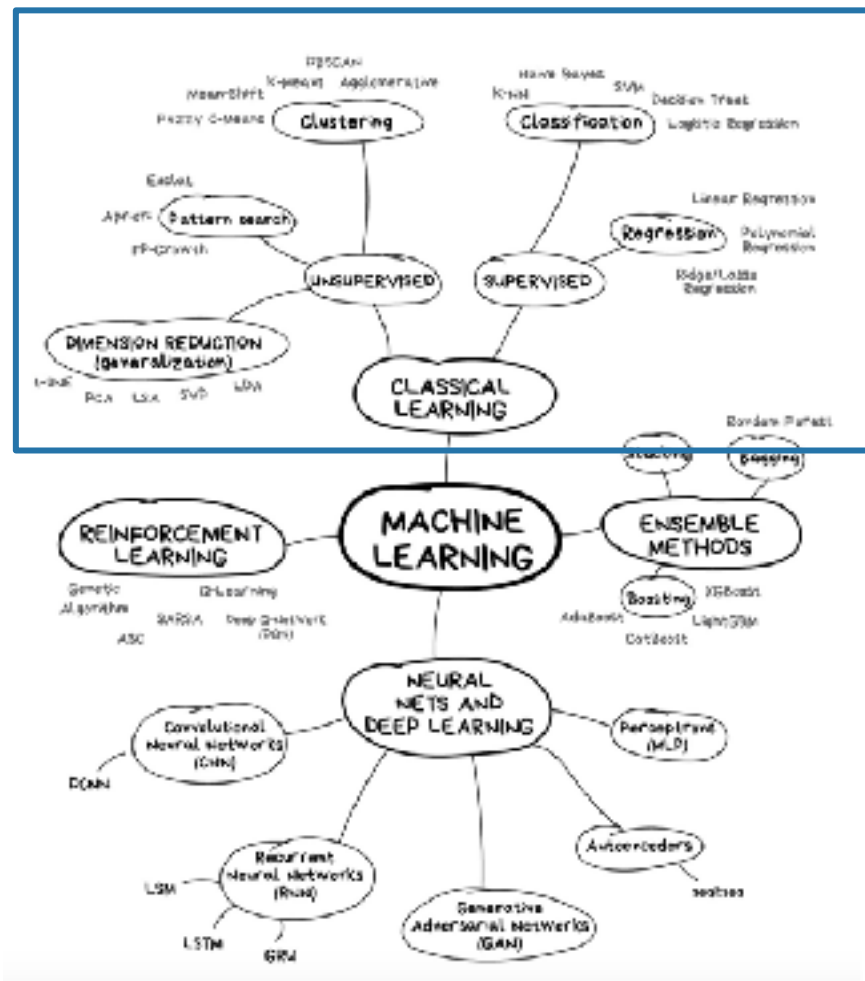 DBSCAN
K-Means Agglomerative
Mean-Shift
Fuzzy C-Means
Clustering
Naive Bayes
K-NN
SVM
Decision Trees
Logistic Regression
Classification
Eclat
Apriori
Pattern search
FP-Growth
Linear Regression
Regression
Polynomial
Regression
Ridge/Lasso
Regression
UNSUPERVISED
SUPERVISED
DIMENSION REDUCTION
(generalization)
t-SNE
PCA
LSA
SVD
LDA
CLASSICAL
LEARNING
Random Forest
Stacking
Bagging
REINFORCEMENT
LEARNING
MACHINE
LEARNING
ENSEMBLE
METHODS
Genetic
Algorithm
Q-Learning
SARSA
Deep Q-Network
(DQN)
A3C
Boosting
XGBoost
AdaBoost
LightGBM
CatBoost
NEURAL
NETS AND
DEEP LEARNING
Convolutional
Neural Networks
(CNN)
DCNN
Perceptrons
(MLP)
Recurrent
Neural Networks
(RNN)
LSM
LSTM
GRU
Generative
Adversarial Networks
(GAN)
Autoencoders
seq2seq